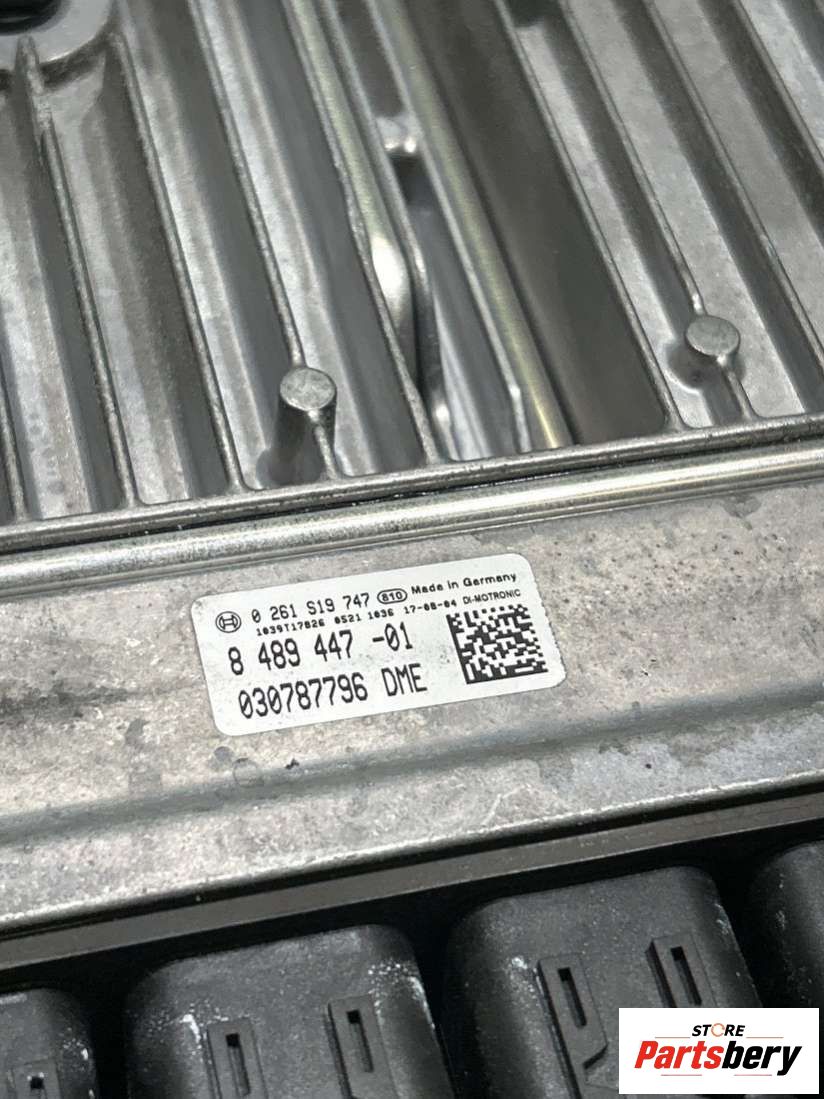 0 261 S19 747 810 Made in Germany
1039T17826 0521 1036 17-08-04 DI-MOTRONIC
8 489 447 -01
030787796 DME
STORE
Partsbery